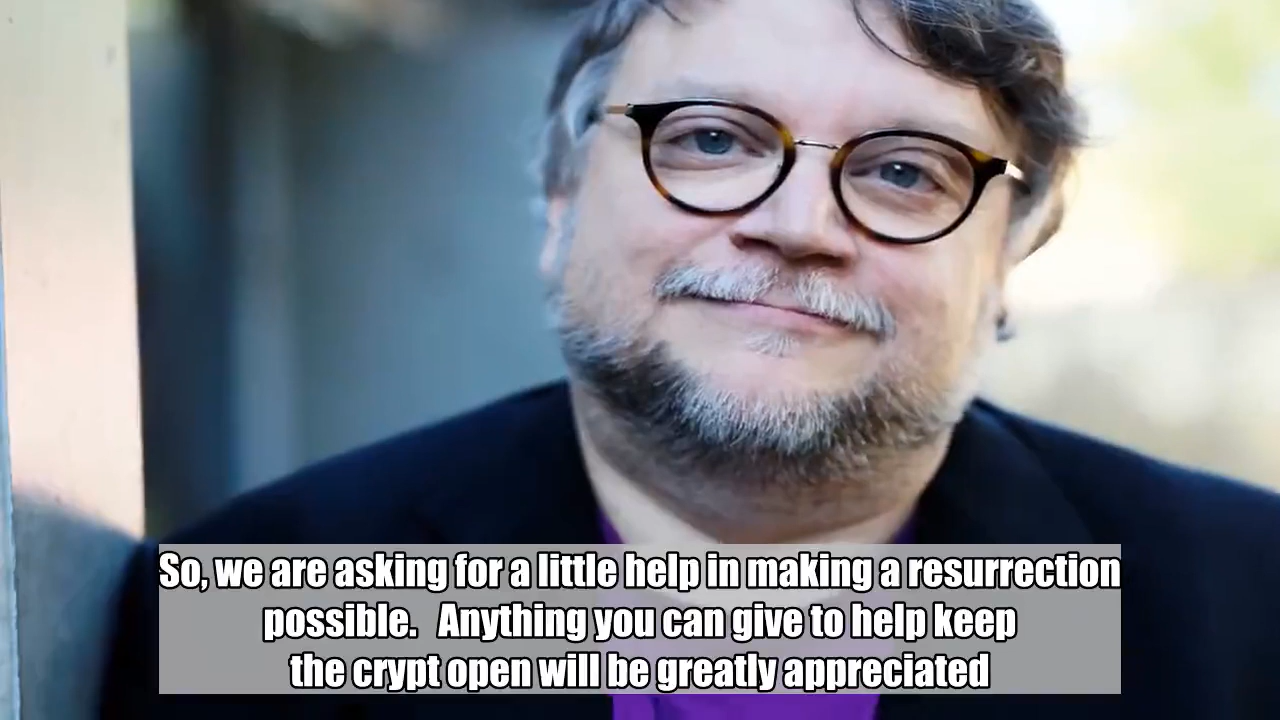 So, we are asking for a little help in making a resurrection
possible.   Anything you can give to help keep
the crypt open will be greatly appreciated